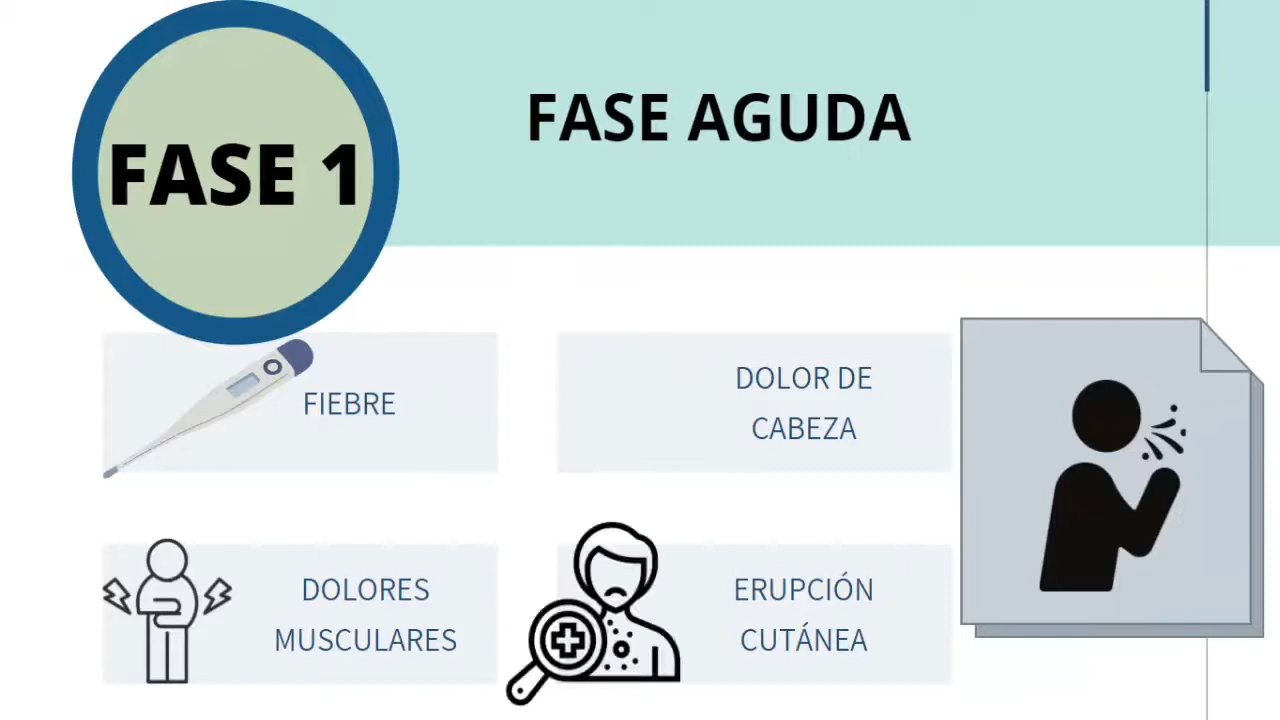 FASE 1
FASE AGUDA
FIEBRE
DOLOR DE
CABEZA
DOLORES
MUSCULARES
ERUPCIÓN
CUTÁNEA